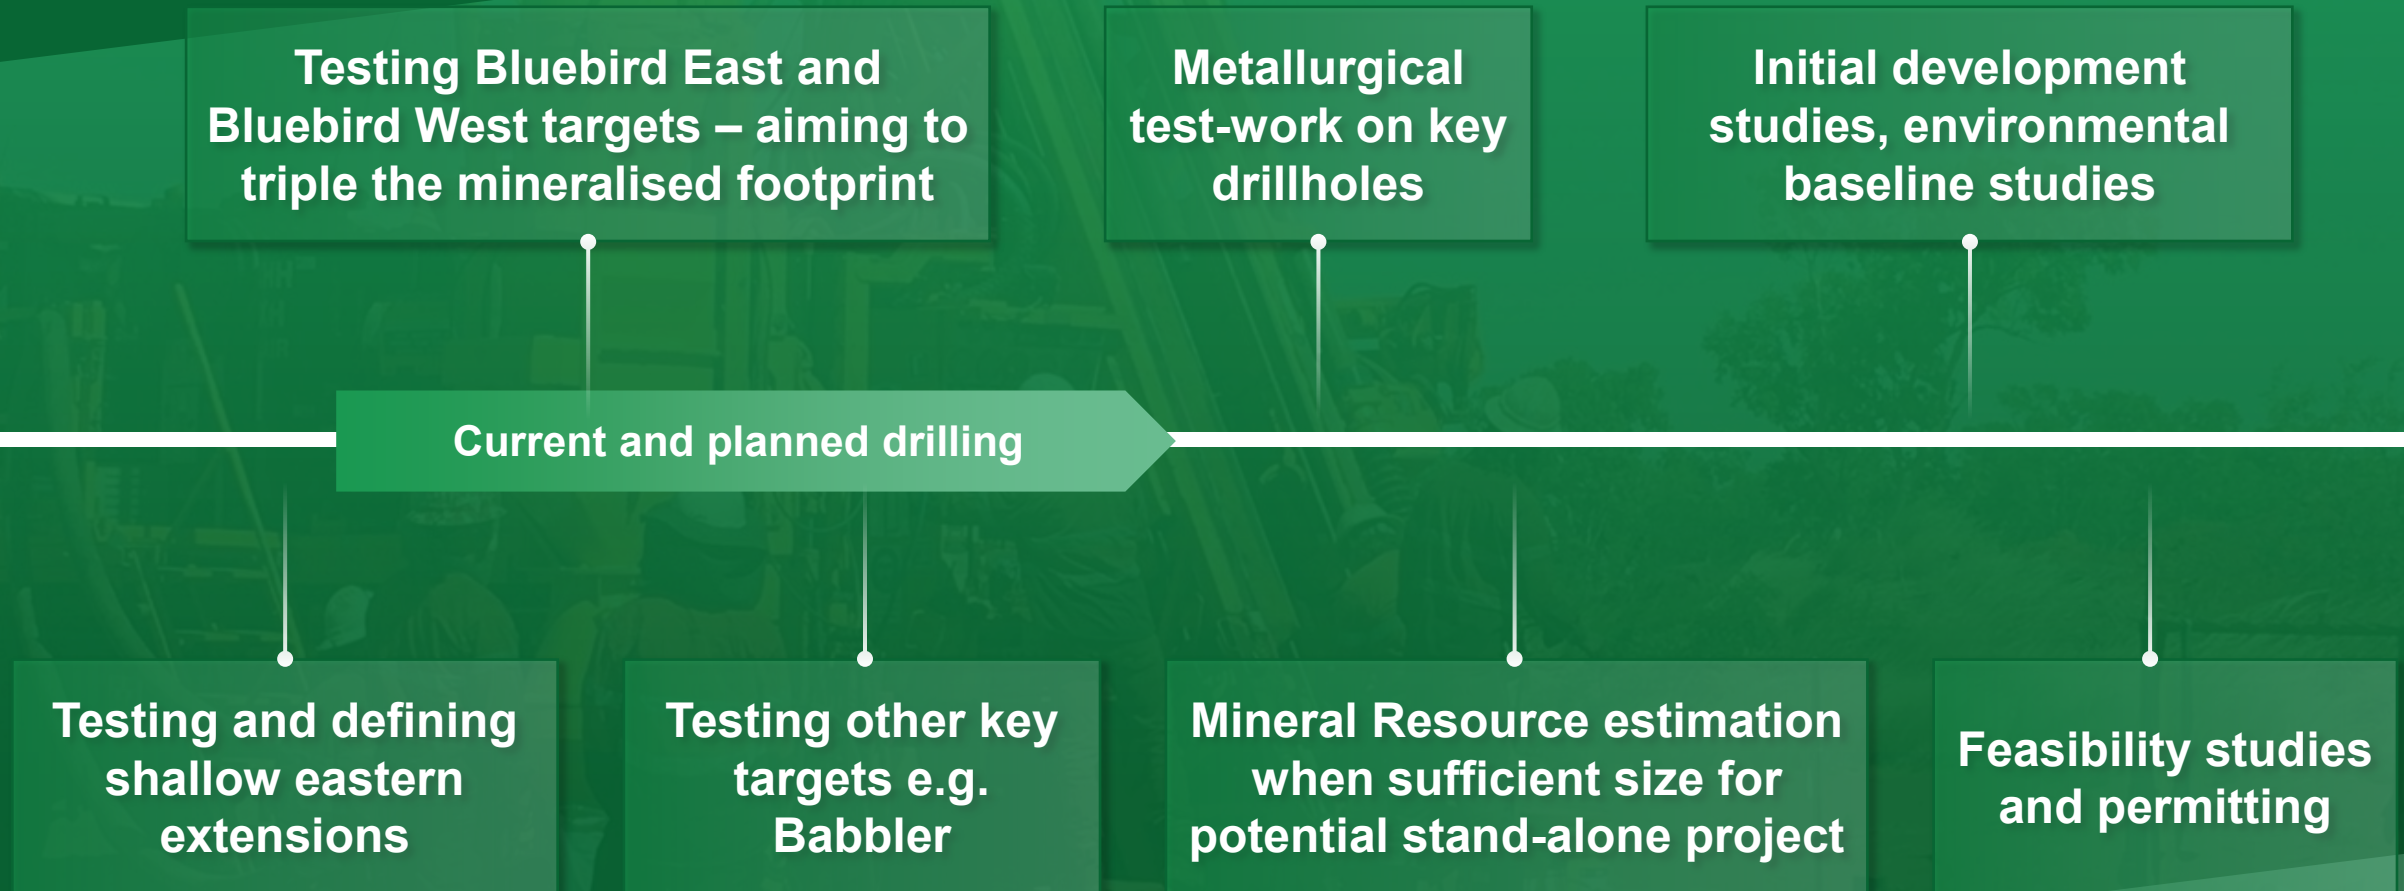 Testing Bluebird East and
Bluebird West targets – aiming to
triple the mineralised footprint
Metallurgical
test-work on key
drillholes
Initial development
studies, environmental
baseline studies
Current and planned drilling
Testing and defining
shallow eastern
extensions
Testing other key
targets e.g.
Babbler
Mineral Resource estimation
when sufficient size for
potential stand-alone project
Feasibility studies
and permitting